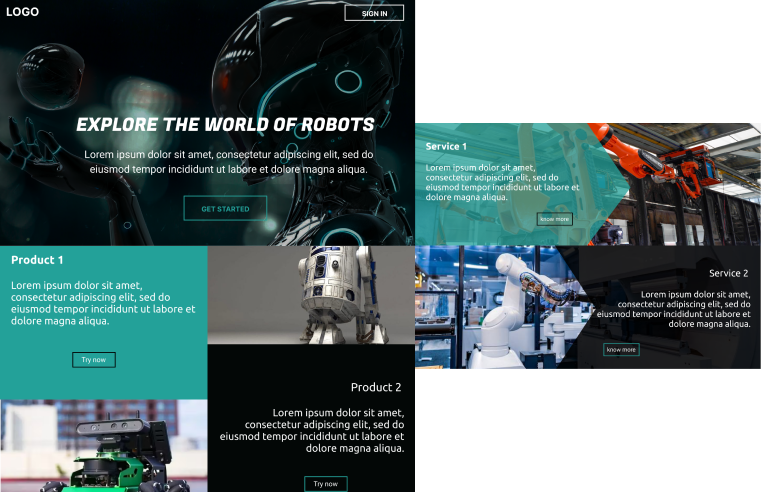 LOGO
SIGN IN
EXPLORE THE WORLD OF ROBOTS
Lorem ipsum dolor sit amet, consectetur adipiscing elit, sed do
eiusmod tempor incididunt ut labore et dolore magna aliqua.
GET STARTED
Product 1
Lorem ipsum dolor sit amet,
consectetur adipiscing elit, sed do
eiusmod tempor incididunt ut labore et
dolore magna aliqua.
Try now
Product 2
Lorem ipsum dolor sit amet,
consectetur adipiscing elit, sed do
eiusmod tempor incididunt ut labore et
dolore magna aliqua.
Try now
Service 1
Lorem ipsum dolor sit amet,
consectetur adipiscing elit, sed do
eiusmod tempor incididunt ut labore et
dolore magna aliqua.
know more
Service 2
Lorem ipsum dolor sit amet,
consectetur adipiscing elit, sed do
eiusmod tempor incididunt ut labore et
dolore magna aliqua.
know more